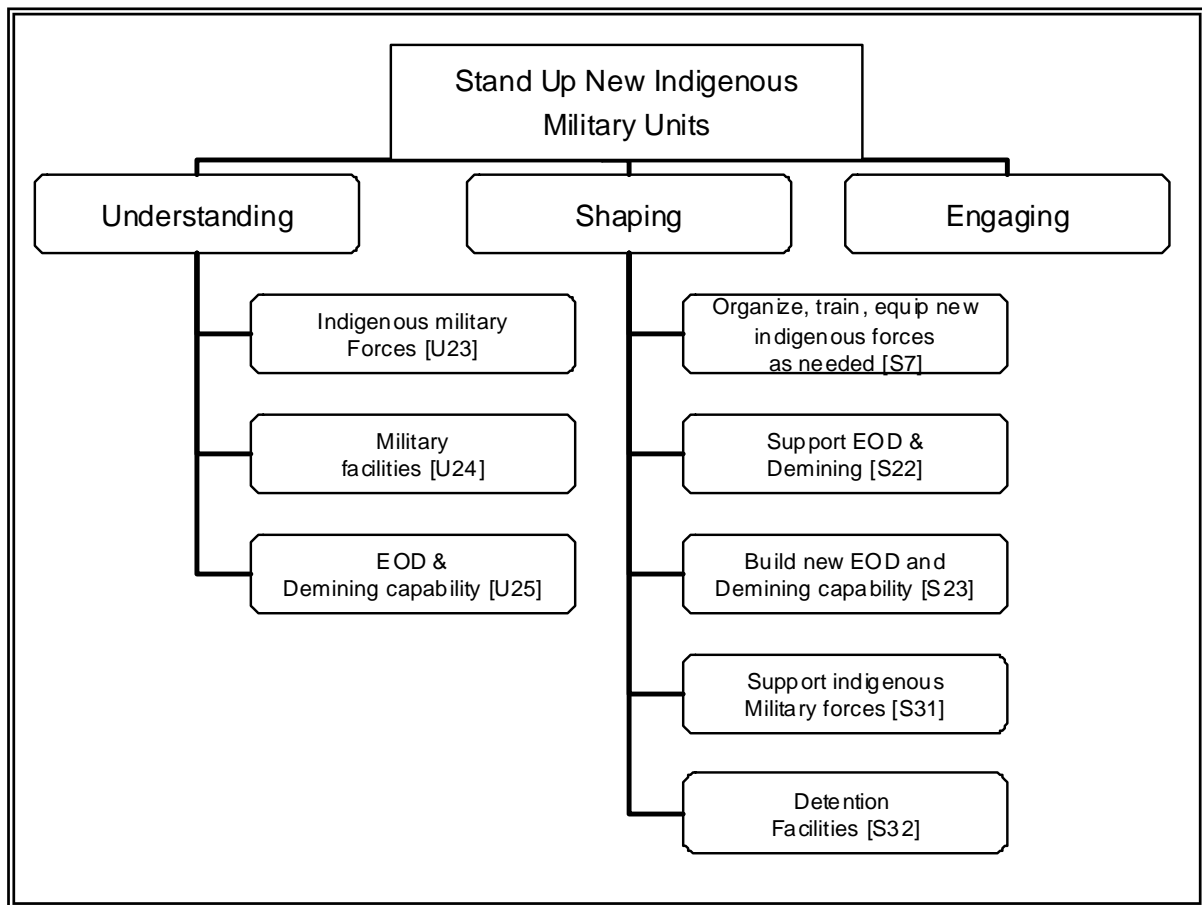 Stand Up New Indigenous
Military Units
Understanding
Shaping
Engaging
Indigenous military
Forces [U23]
Military
facilities [U24]
EOD &
Demining capability [U25]
Organize, train, equip new
indigenous forces
as needed [S7]
Support EOD &
Demining [S22]
Build new EOD and
Demining capability [S23]
Support indigenous
Military forces [S31]
Detention
Facilities [S32]